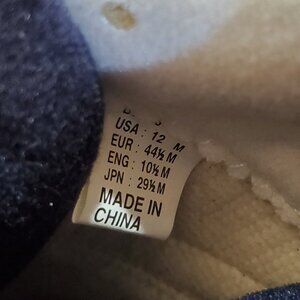 USA : 12 M
EUR : 44½ M
ENG : 10½ M
JPN : 29½ M
MADE IN
CHINA